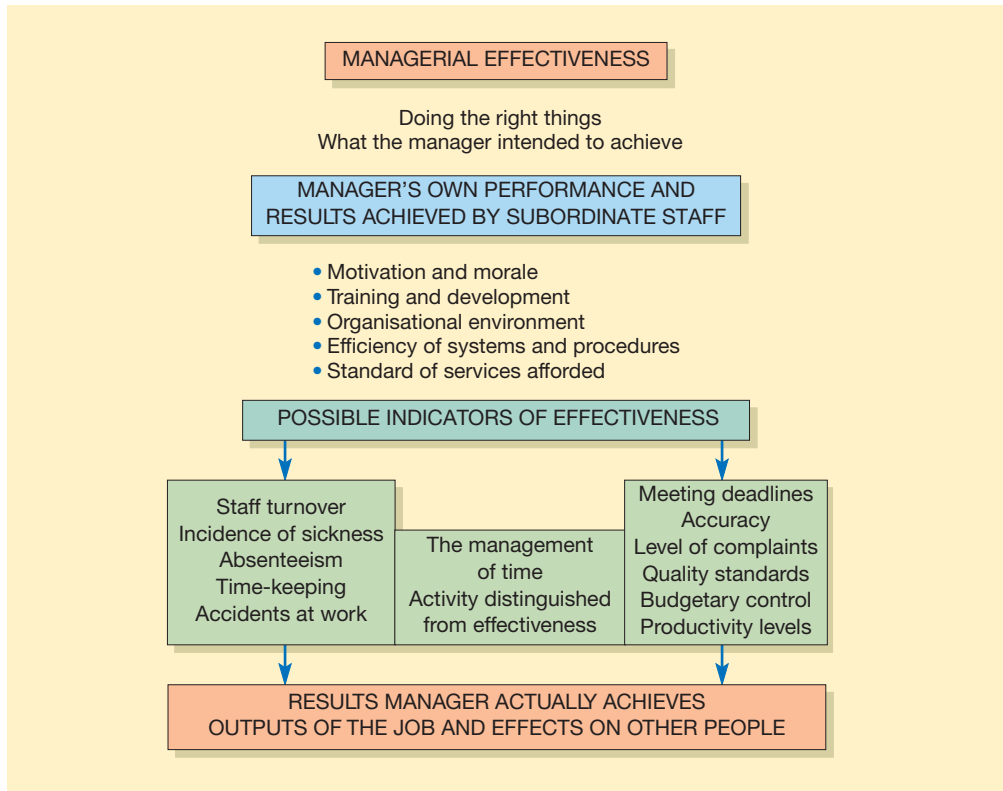 MANAGERIAL EFFECTIVENESS
Doing the right things
What the manager intended to achieve
MANAGER’S OWN PERFORMANCE AND
RESULTS ACHIEVED BY SUBORDINATE STAFF
• Motivation and morale
• Training and development
• Organisational environment
• Efficiency of systems and procedures
• Standard of services afforded
POSSIBLE INDICATORS OF EFFECTIVENESS
Staff turnover
Incidence of sickness
Absenteeism
Time-keeping
Accidents at work
The management
of time
Activity distinguished
from effectiveness
Meeting deadlines
Accuracy
Level of complaints
Quality standards
Budgetary control
Productivity levels
RESULTS MANAGER ACTUALLY ACHIEVES
OUTPUTS OF THE JOB AND EFFECTS ON OTHER PEOPLE